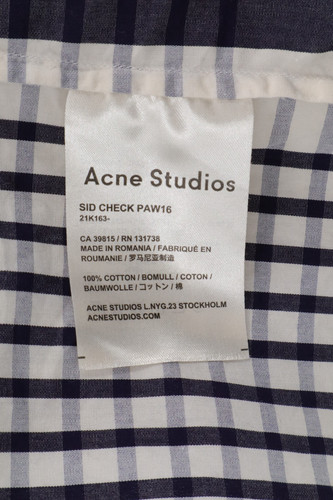 Acne Studios
SID CHECK PAW16
21K163-
CA 39815 / RN 131738
MADE IN ROMANIA / FABRIQUÉ EN
ROUMANIE / 罗马尼亚制造
100% COTTON / BOMULL / COTON /
BAUMWOLLE / コットン / 棉
ACNE STUDIOS L.NYG.23 STOCKHOLM
ACNESTUDIOS.COM